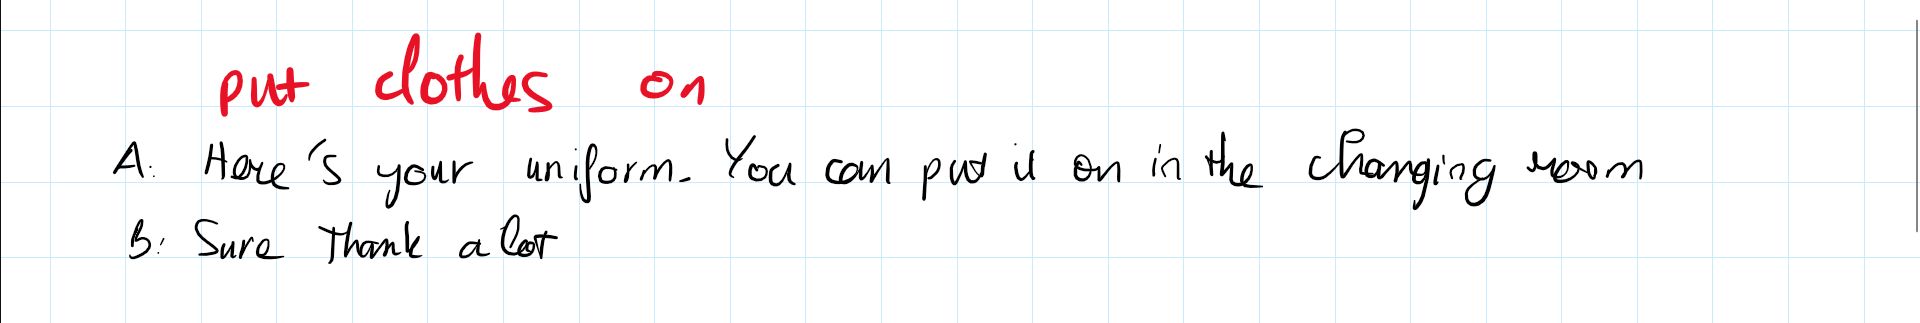 put clothes on
A: Here's your uniform. You can put it on in the changing room
B: Sure Thank a lot